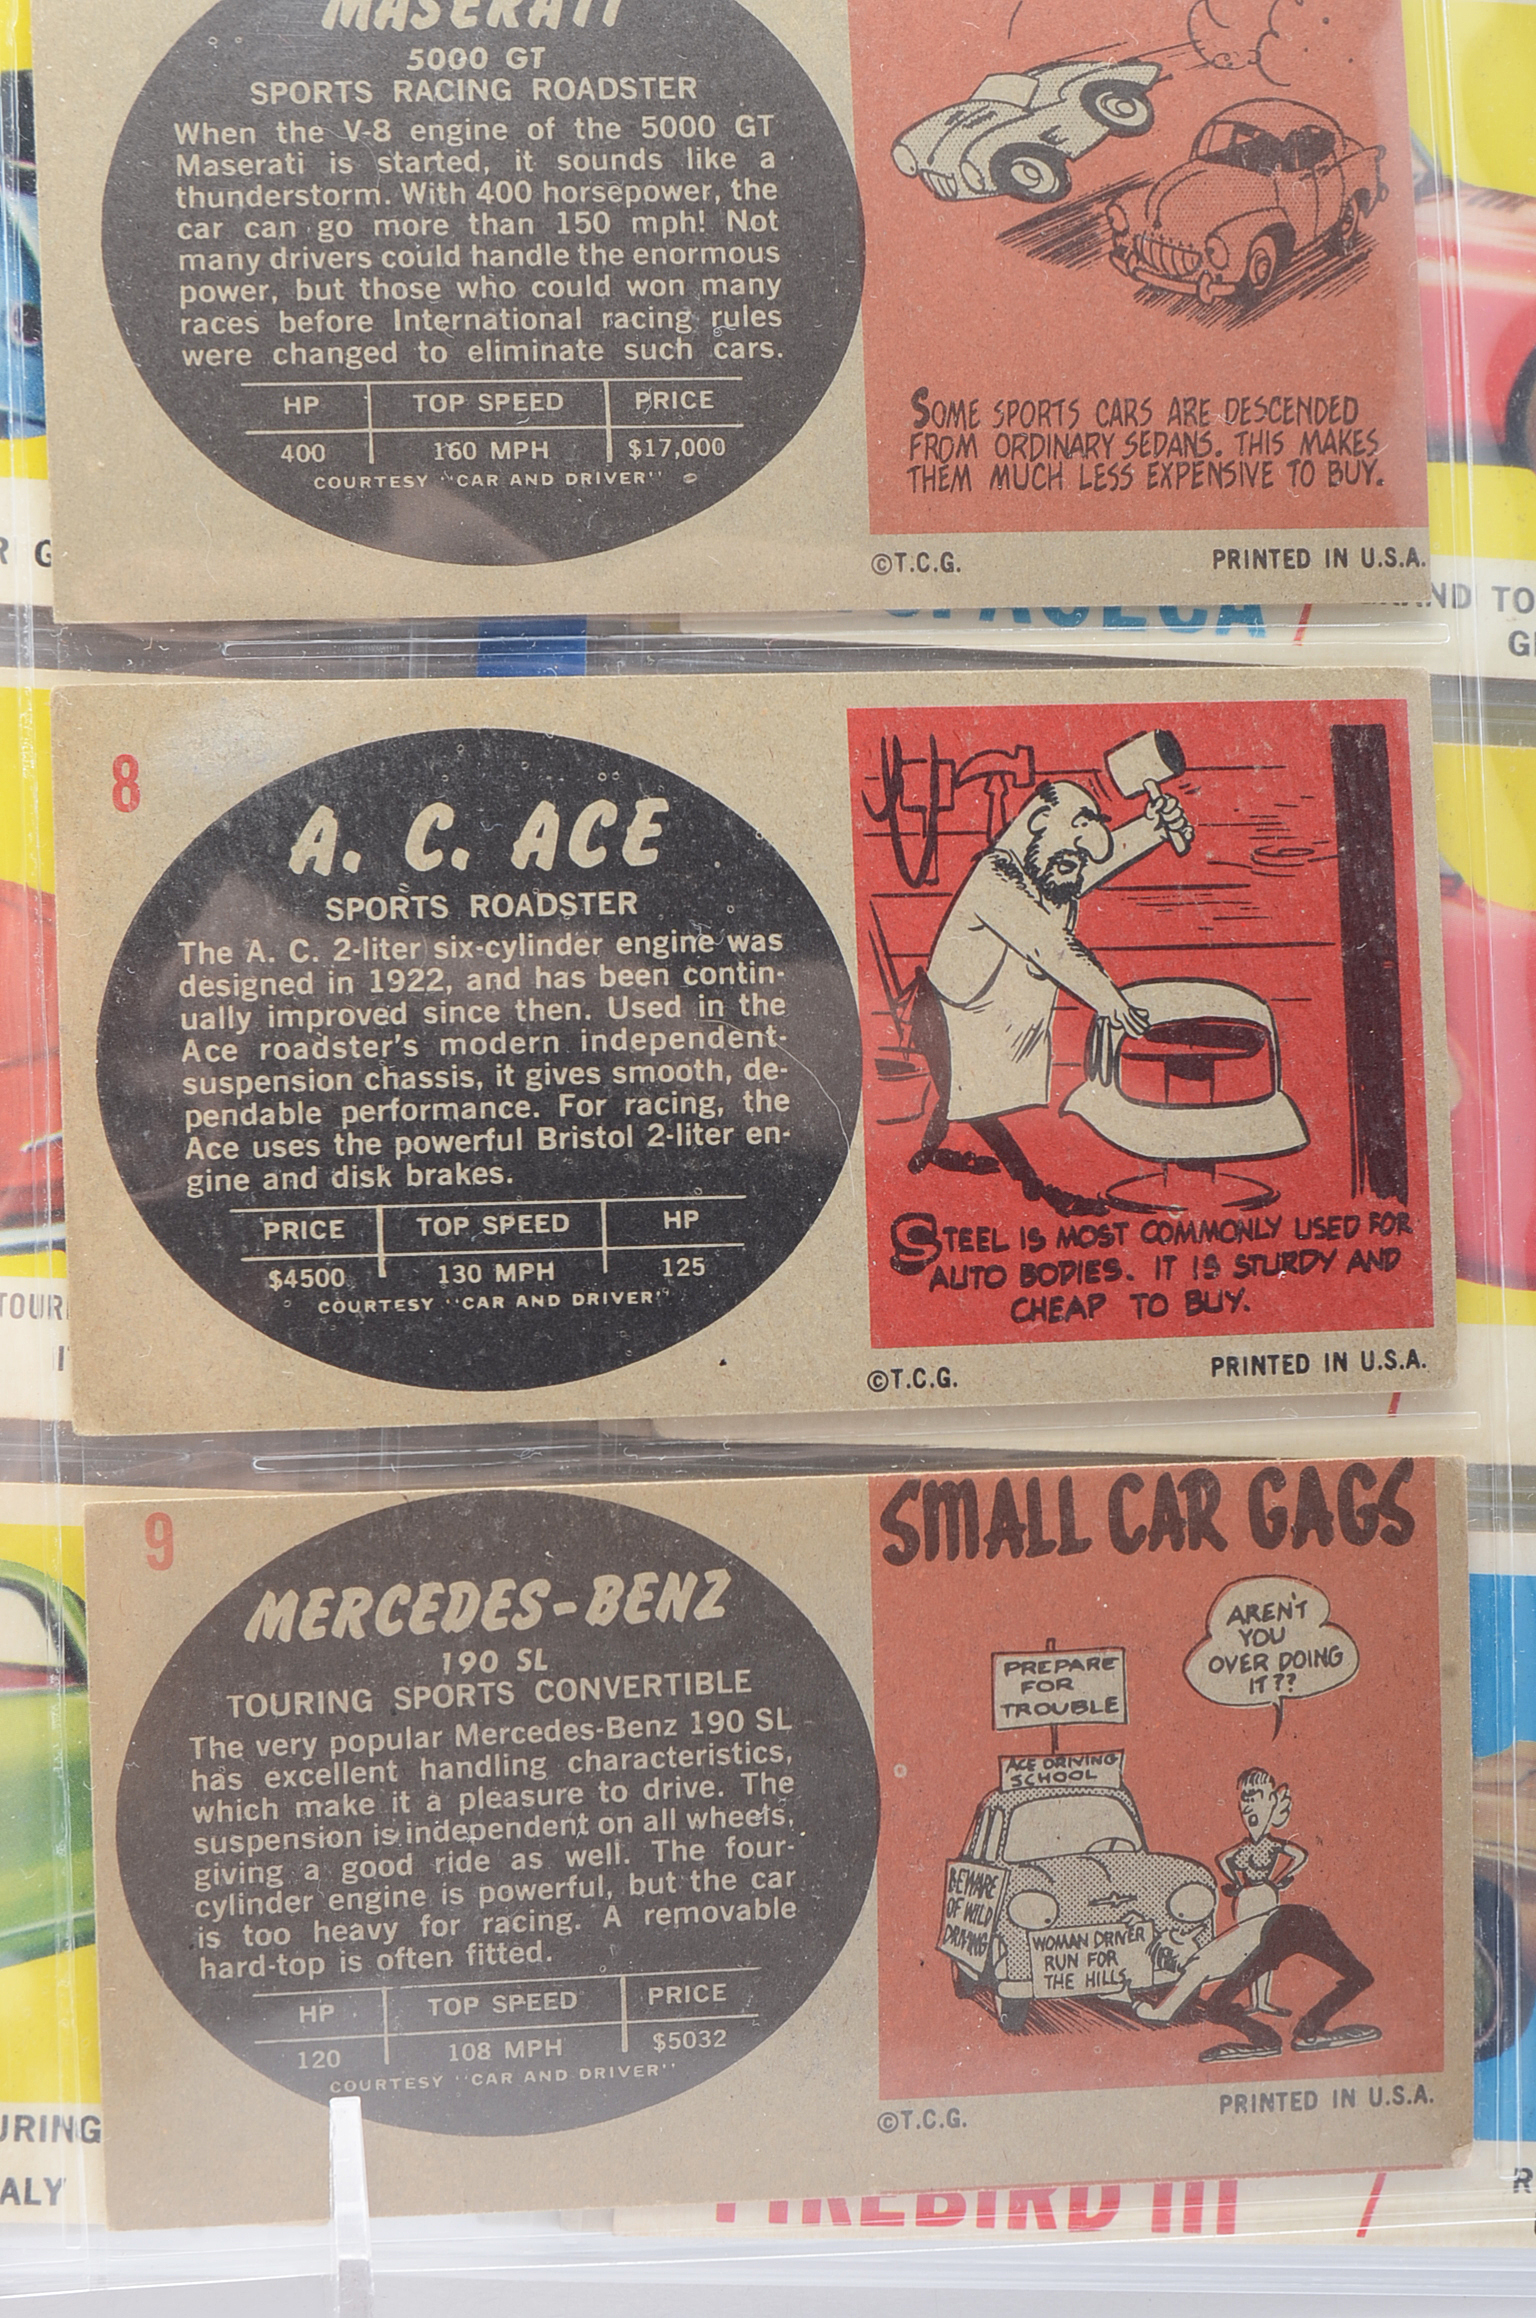 MASERATI
5000 GT
SPORTS RACING ROADSTER
When the V-8 engine of the 5000 GT
Maserati is started, it sounds like a
thunderstorm. With 400 horsepower, the
car can go more than 150 mph! Not
many drivers could handle the enormous
power, but those who could won many
races before International racing rules
were changed to eliminate such cars.
HP TOP SPEED PRICE
400 160 MPH $17,000
COURTESY "CAR AND DRIVER"
SOME SPORTS CARS ARE DESCENDED
FROM ORDINARY SEDANS. THIS MAKES
THEM MUCH LESS EXPENSIVE TO BUY.
©T.C.G. PRINTED IN U.S.A.
8
A. C. ACE
SPORTS ROADSTER
The A. C. 2-liter six-cylinder engine was
designed in 1922, and has been contin-
ually improved since then. Used in the
Ace roadster's modern independent-
suspension chassis, it gives smooth, de-
pendable performance. For racing, the
Ace uses the powerful Bristol 2-liter en-
gine and disk brakes.
PRICE TOP SPEED HP
$4500 130 MPH 125
COURTESY "CAR AND DRIVER"
STEEL IS MOST COMMONLY USED FOR
AUTO BODIES. IT IS STURDY AND
CHEAP TO BUY.
©T.C.G. PRINTED IN U.S.A.
9
MERCEDES-BENZ
190 SL
TOURING SPORTS CONVERTIBLE
The very popular Mercedes-Benz 190 SL
has excellent handling characteristics,
which make it a pleasure to drive. The
suspension is independent on all wheels,
giving a good ride as well. The four-
cylinder engine is powerful, but the car
is too heavy for racing. A removable
hard-top is often fitted.
HP TOP SPEED PRICE
120 108 MPH $5032
COURTESY "CAR AND DRIVER"
SMALL CAR GAGS
AREN'T
YOU
OVER DOING
IT??
PREPARE
FOR
TROUBLE
ACE DRIVING
SCHOOL
BEWARE
OF WILD
DRIVING
WOMAN DRIVER
RUN FOR
THE HILLS
©T.C.G. PRINTED IN U.S.A.
FIREBIRD III